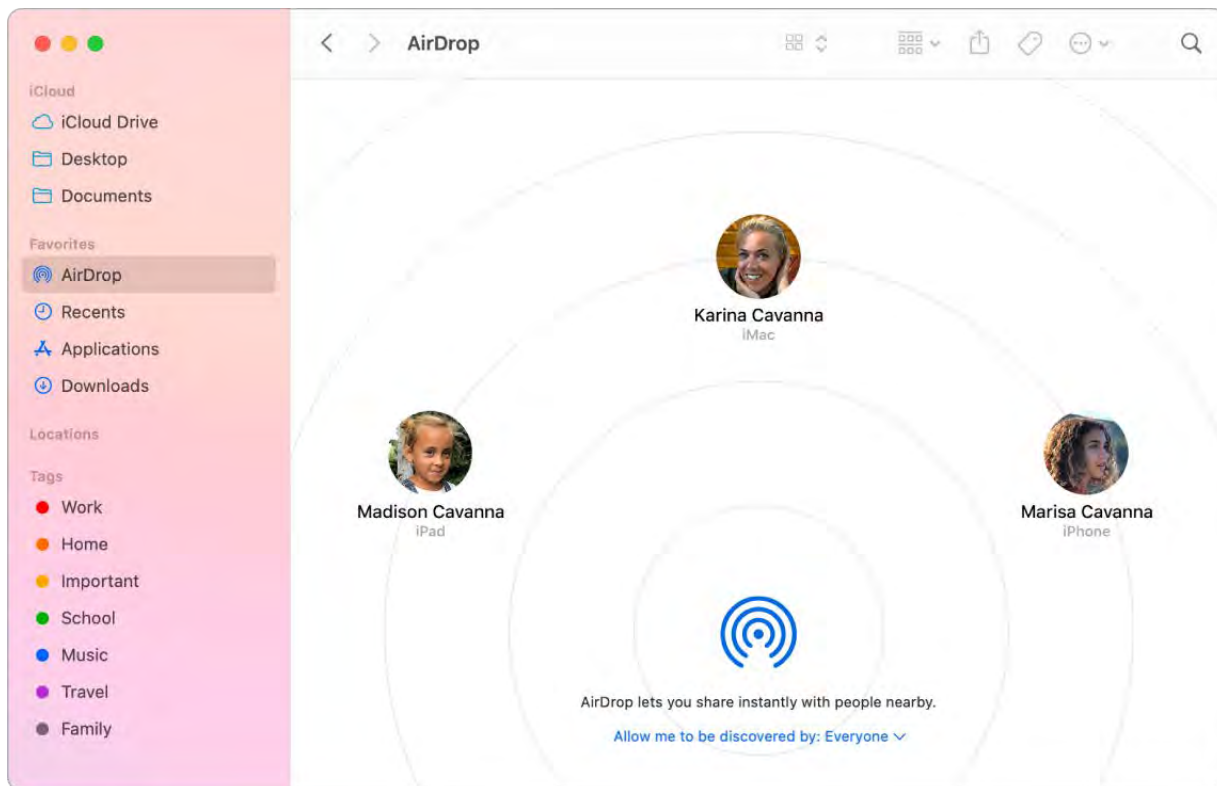 AirDrop
iCloud
iCloud Drive
Desktop
Documents
Favorites
AirDrop
Recents
Applications
Downloads
Locations
Tags
Work
Home
Important
School
Music
Travel
Family
Karina Cavanna
iMac
Madison Cavanna
iPad
Marisa Cavanna
iPhone
AirDrop lets you share instantly with people nearby.
Allow me to be discovered by: Everyone